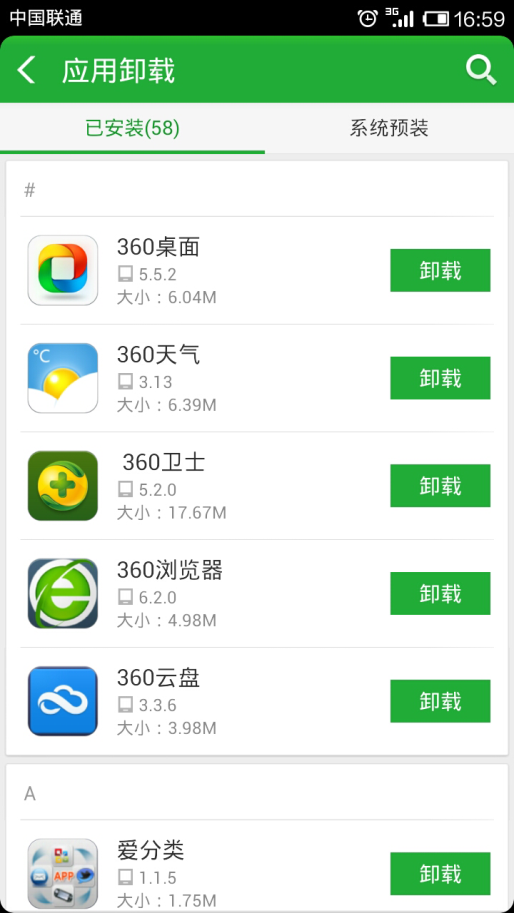 中国联通
3G
16:59
应用卸载
已安装(58)
系统预装
#
360桌面
5.5.2
大小：6.04M
卸载
°C
360天气
3.13
大小：6.39M
卸载
360卫士
5.2.0
大小：17.67M
卸载
360浏览器
6.2.0
大小：4.98M
卸载
360云盘
3.3.6
大小：3.98M
卸载
A
APP
爱分类
1.1.5
大小：1.75M
卸载